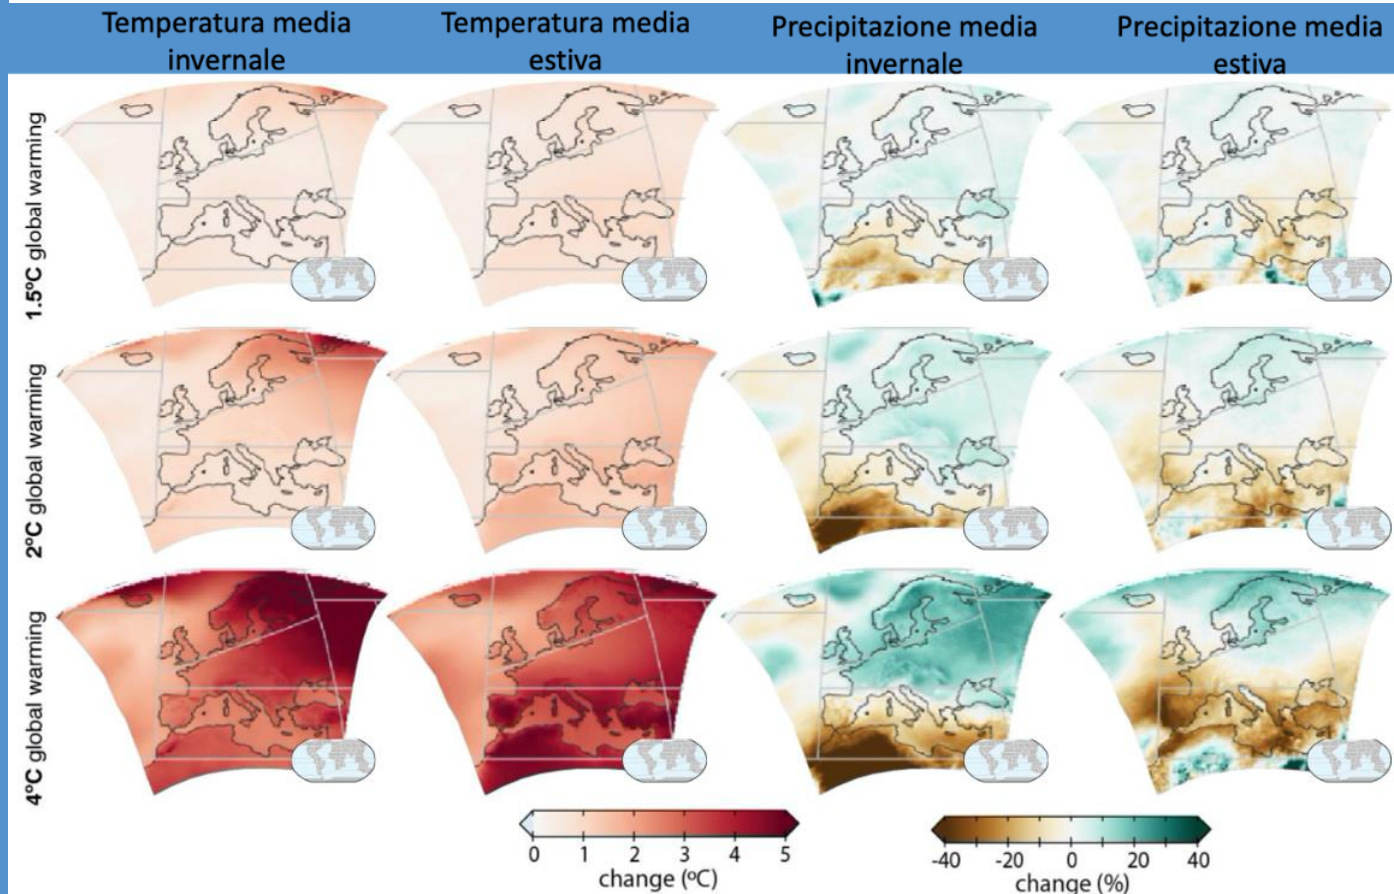 Temperatura media
invernale
Temperatura media
estiva
Precipitazione media
invernale
Precipitazione media
estiva
1.5ºC global warming
2ºC global warming
4ºC global warming
0 1 2 3 4 5
change (ºC)
-40 -20 0 20 40
change (%)